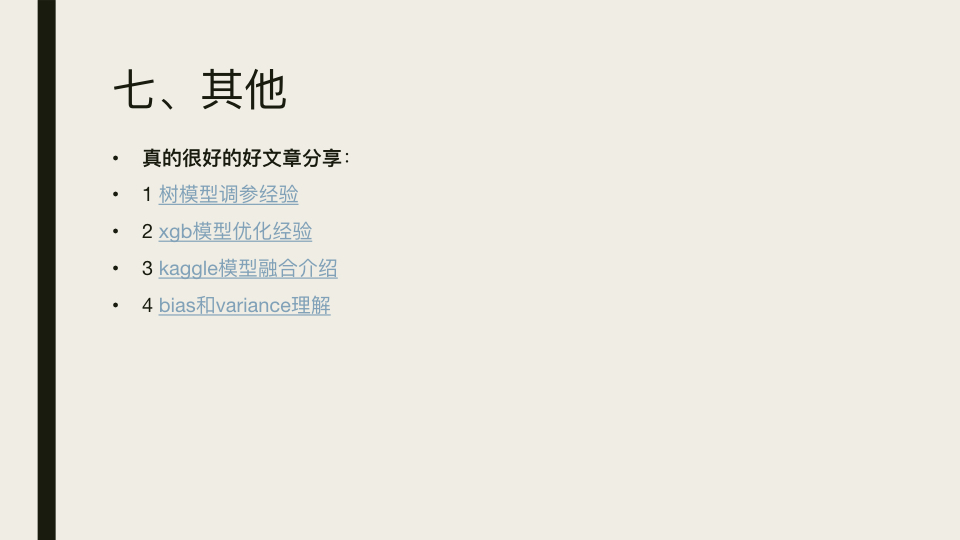 七、其他
• 真的很好的好文章分享：
• 1 树模型调参经验
• 2 xgb模型优化经验
• 3 kaggle模型融合介绍
• 4 bias和variance理解